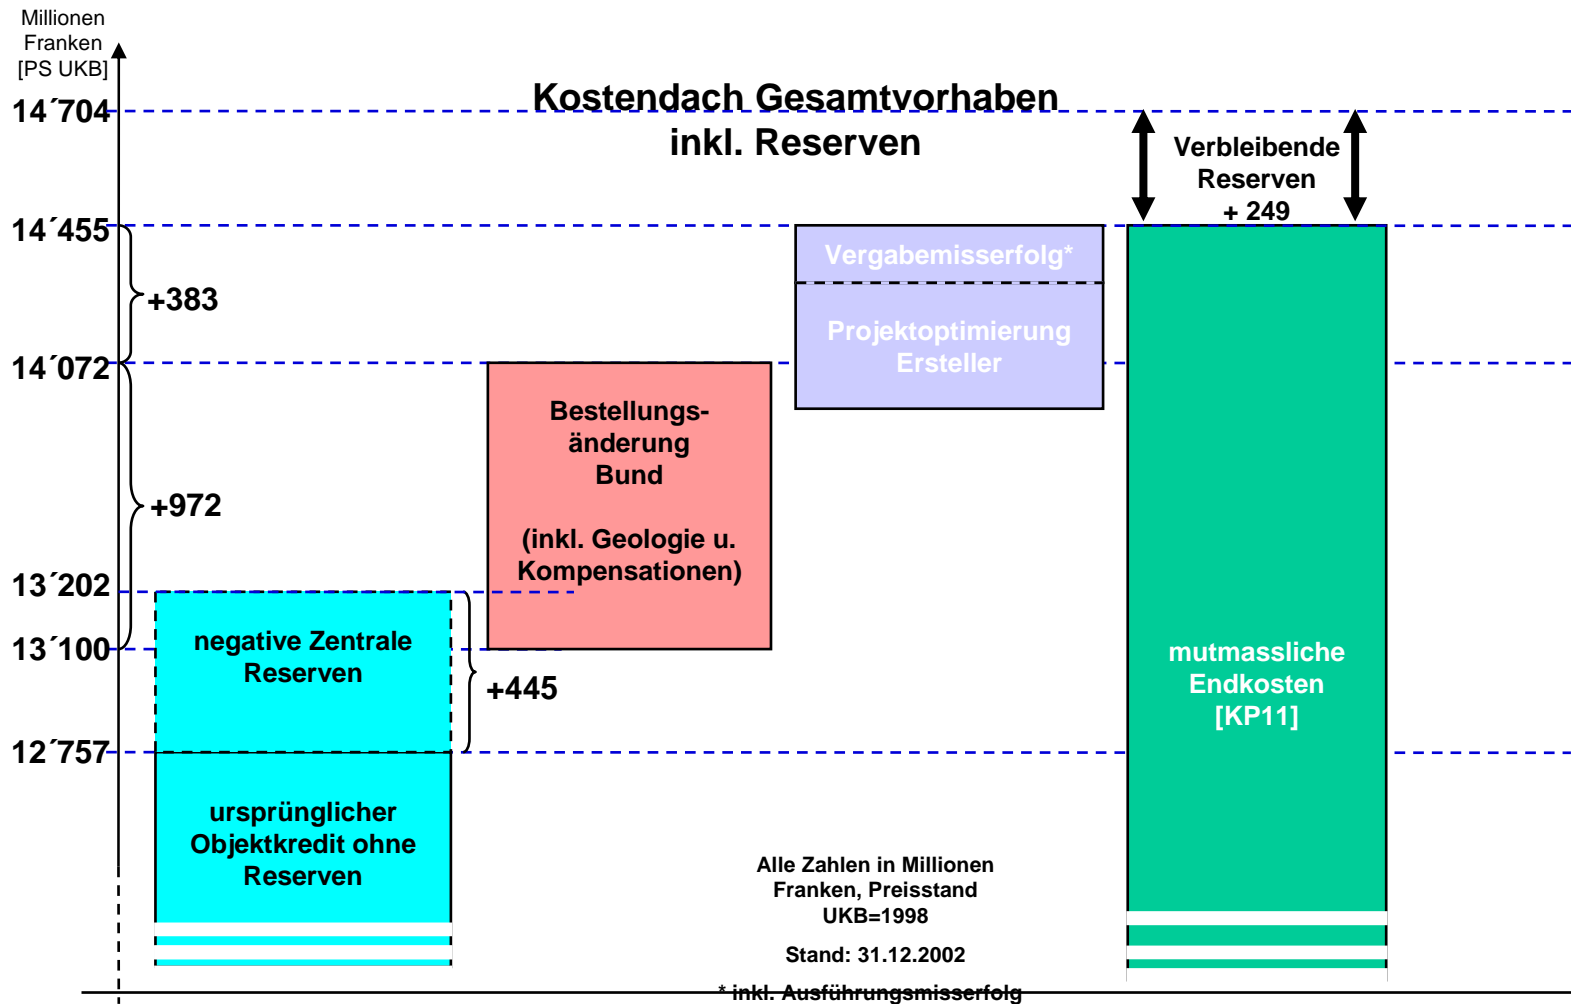 Millionen
Franken
[PS UKB]
14´704
Kostendach Gesamtvorhaben
inkl. Reserven
Verbleibende
Reserven
+ 249
14´455
Vergabemisserfolg*
+383
Projektoptimierung
Ersteller
14´072
Bestellungs-
änderung
Bund
(inkl. Geologie u.
Kompensationen)
+972
13´202
negative Zentrale
Reserven
13´100
+445
mutmassliche
Endkosten
[KP11]
12´757
ursprünglicher
Objektkredit ohne
Reserven
Alle Zahlen in Millionen
Franken, Preisstand
UKB=1998
Stand: 31.12.2002
* inkl. Ausführungsmisserfolg